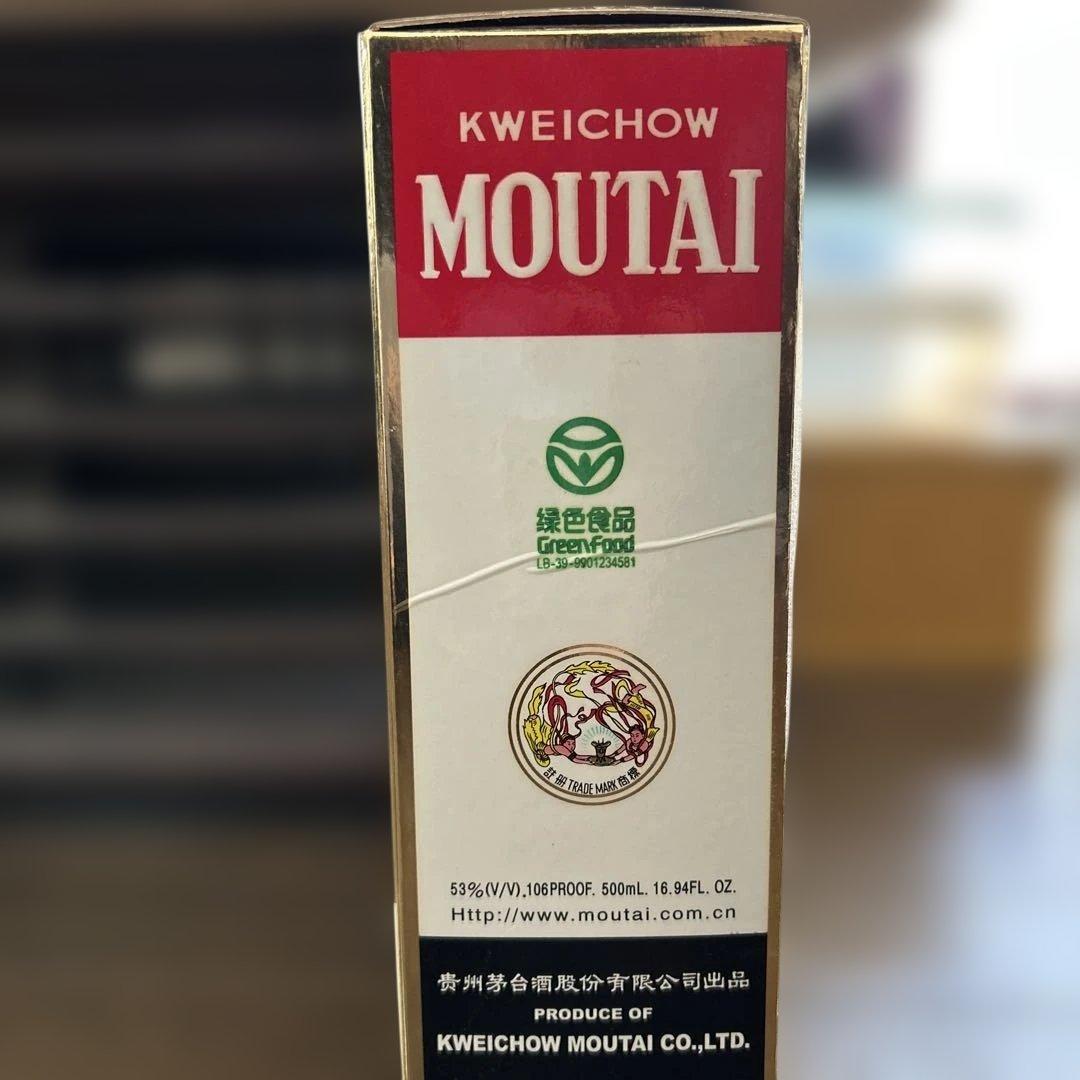 KWEICHOW
MOUTAI
绿色食品
Greenfood
LB-39-9901234581
註册 TRADE MARK 商標
53%(V/V).106PROOF. 500mL. 16.94FL. OZ.
Http://www.moutai.com.cn
贵州茅台酒股份有限公司出品
PRODUCE OF
KWEICHOW MOUTAI CO.,LTD.